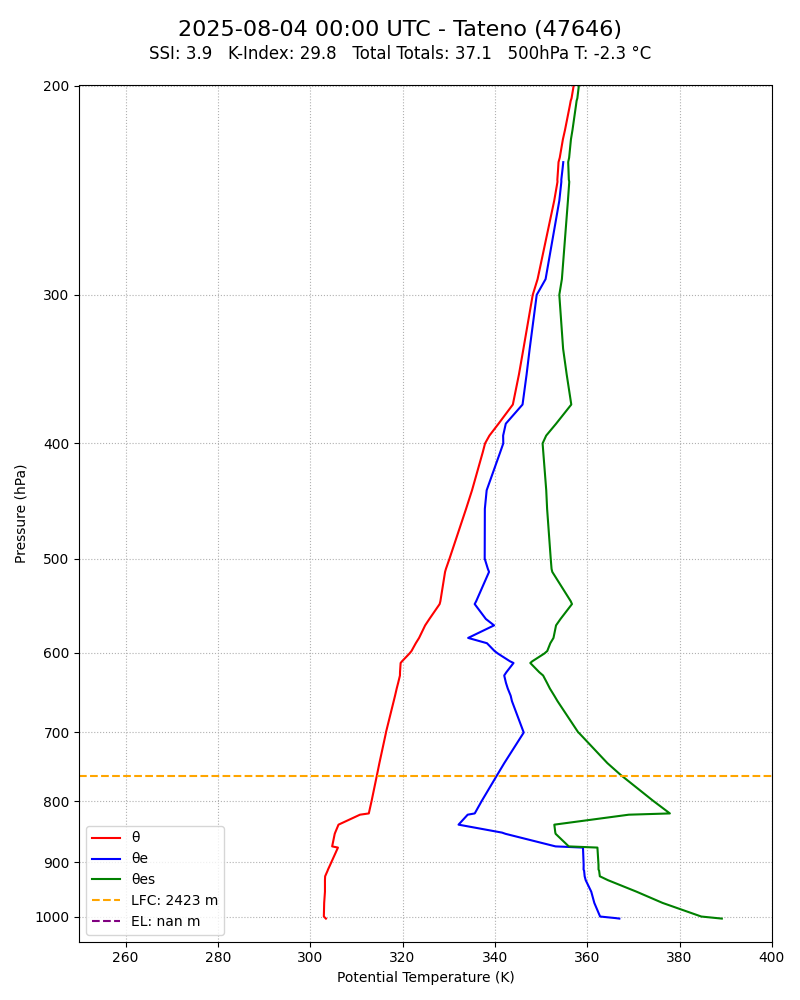 2025-08-04 00:00 UTC - Tateno (47646)
SSI: 3.9   K-Index: 29.8   Total Totals: 37.1   500hPa T: -2.3 °C
200
300
400
500
600
700
800
900
1000
Pressure (hPa)
θ
θe
θes
LFC: 2423 m
EL: nan m
260 280 300 320 340 360 380 400
Potential Temperature (K)